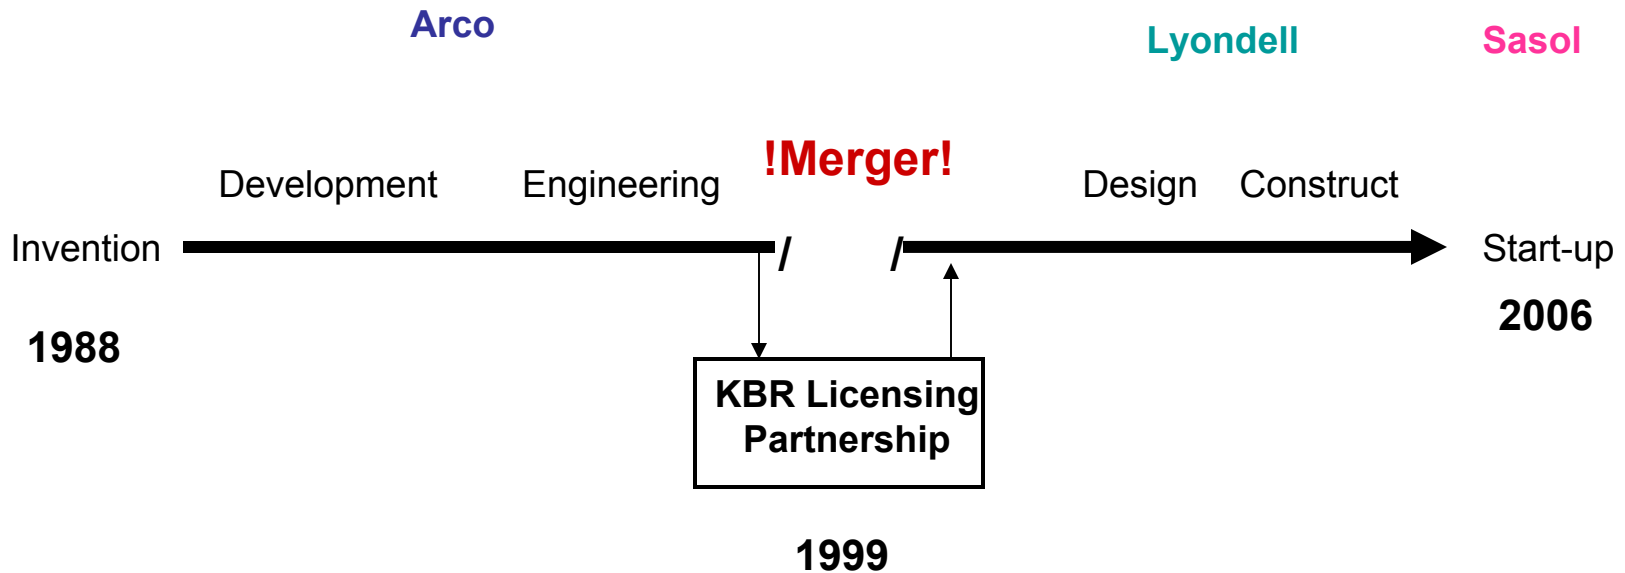 Arco
Lyondell
Sasol
!Merger!
Development
Engineering
Design
Construct
Invention
/
/
Start-up
1988
2006
KBR Licensing
Partnership
1999